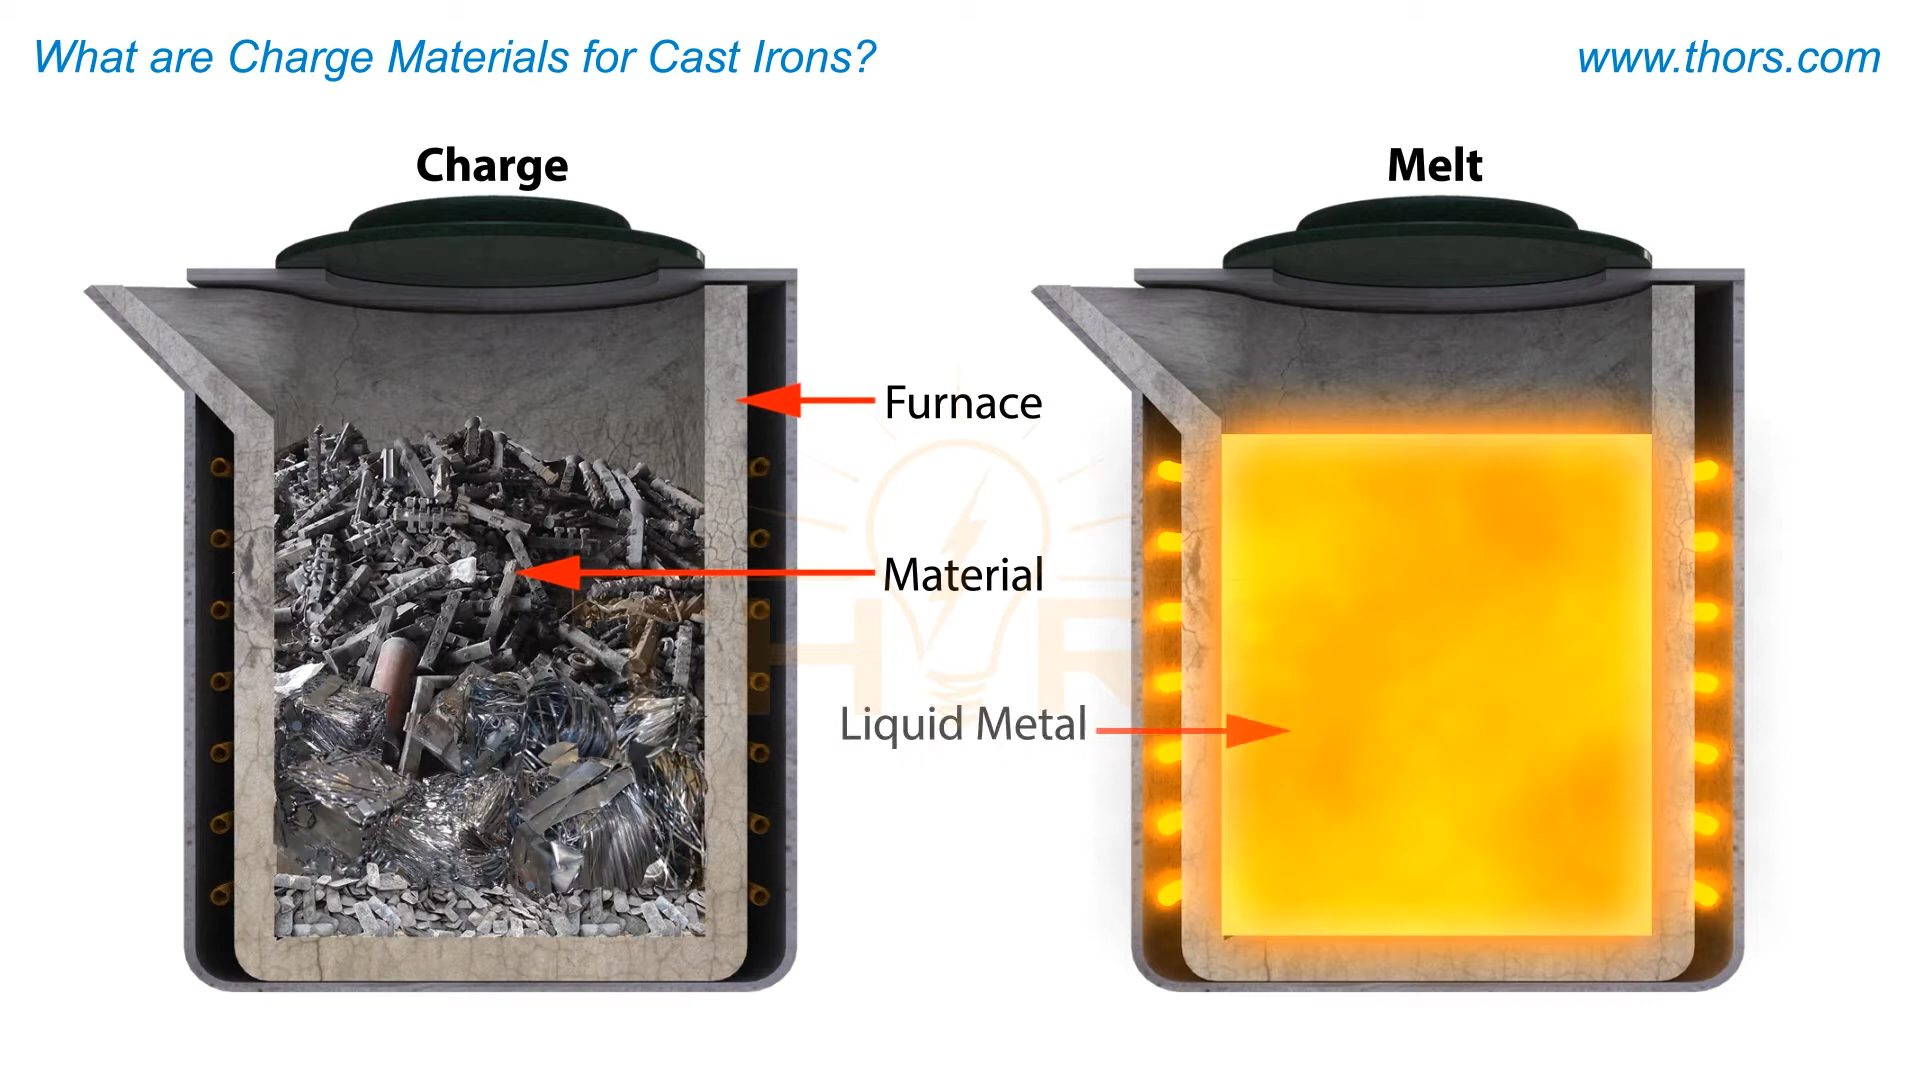 What are Charge Materials for Cast Irons?
www.thors.com
Charge
Melt
Furnace
Material
Liquid Metal